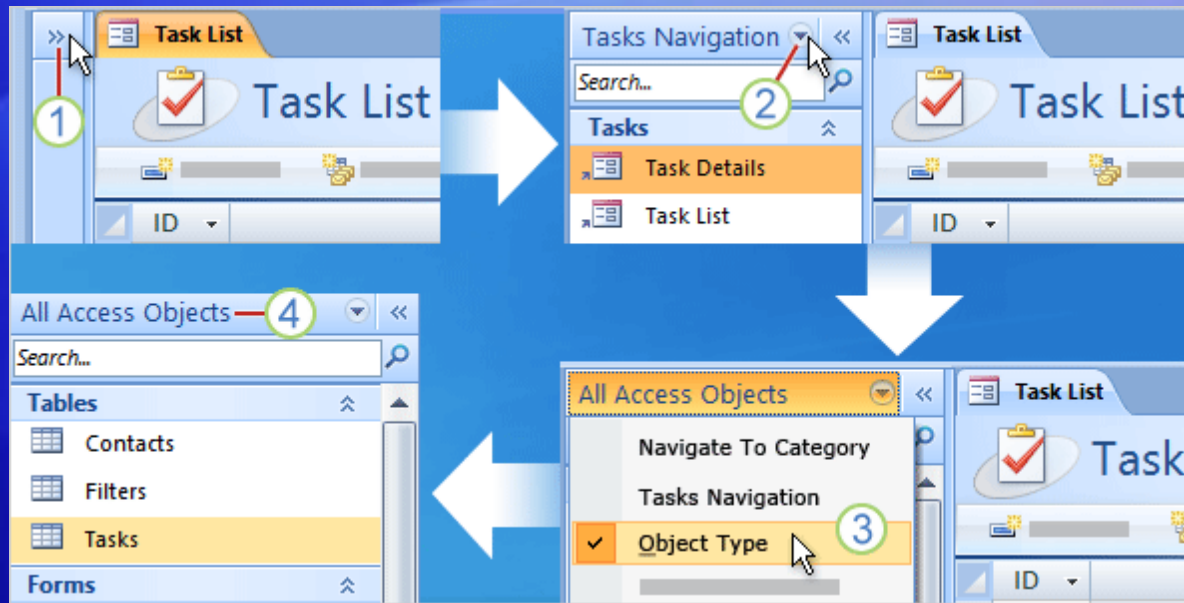 Task List
1
Task List
ID
Tasks Navigation
Task List
Search...
2
Task List
Tasks
Task Details
Task List
ID
All Access Objects
4
Search...
Tables
Contacts
Filters
Tasks
Forms
All Access Objects
Task List
Navigate To Category
Task
Tasks Navigation
3
Object Type
ID